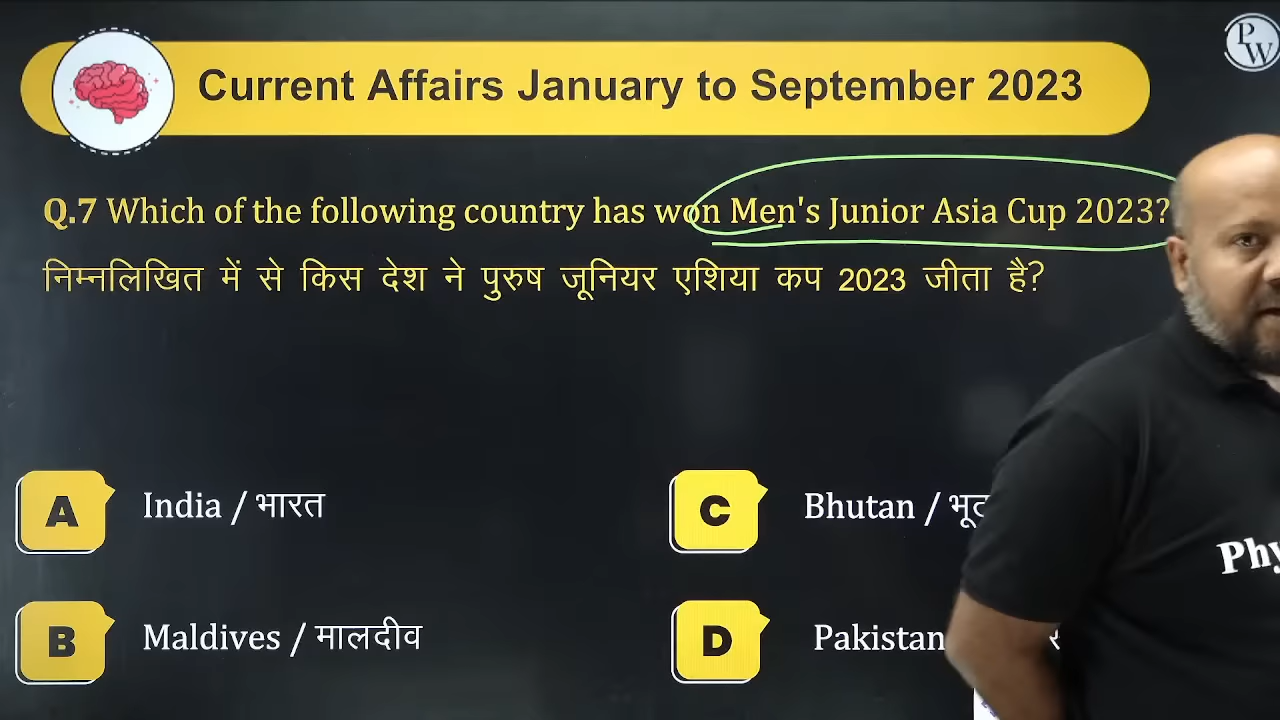 PW
Current Affairs January to September 2023
Q.7 Which of the following country has won Men's Junior Asia Cup 2023?
निम्नलिखित में से किस देश ने पुरुष जूनियर एशिया कप 2023 जीता है?
A India / भारत
C Bhutan /
B Maldives / मालदीव
D Pakistan